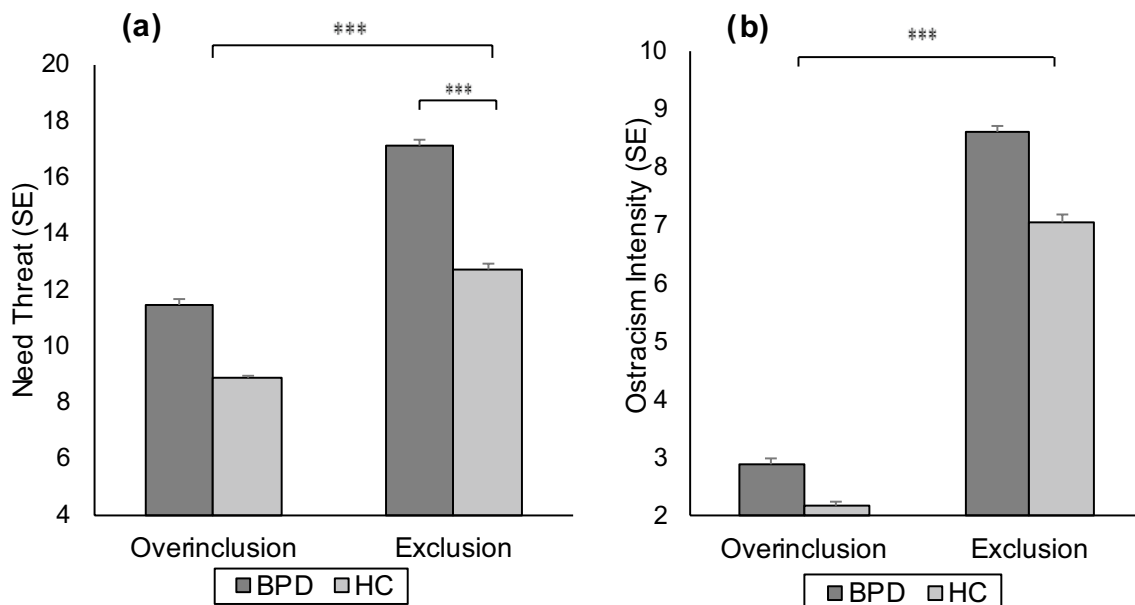 (a)
***
***
20
18
16
14
12
10
8
6
4
Need Threat (SE)
Overinclusion Exclusion
BPD HC
(b)
***
10
9
8
7
6
5
4
3
2
Ostracism Intensity (SE)
Overinclusion Exclusion
BPD HC